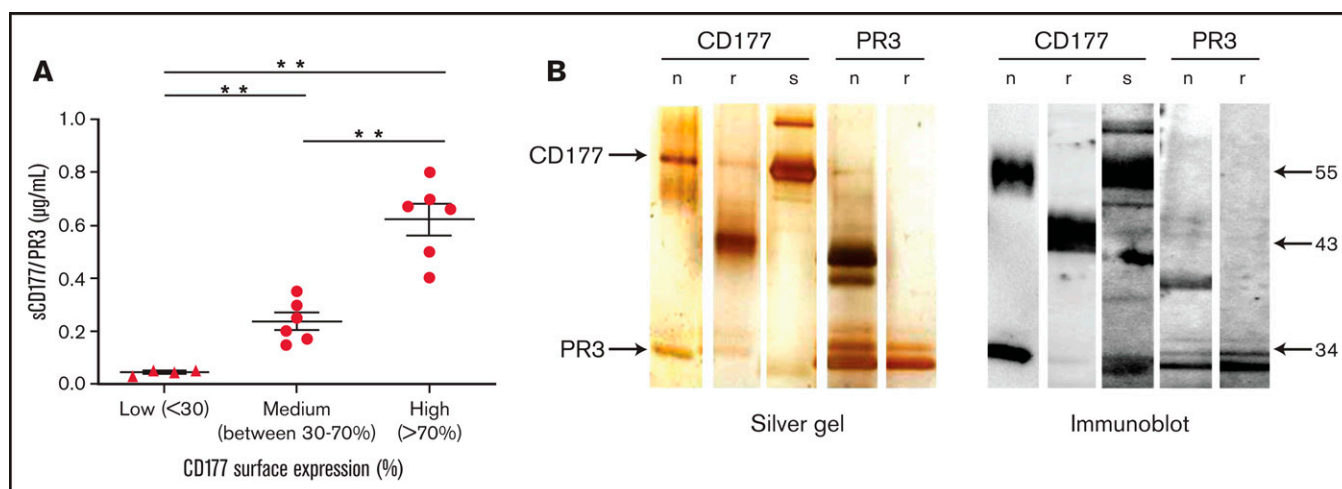 A
* *
* *
* *
sCD177/PR3 (µg/mL)
1.0
0.8
0.6
0.4
0.2
0.0
Low (<30)
Medium
(between 30-70%)
High
(>70%)
CD177 surface expression (%)
B
CD177 PR3
n r s n r
CD177
PR3
Silver gel
CD177 PR3
n r s n r
55
43
34
Immunoblot